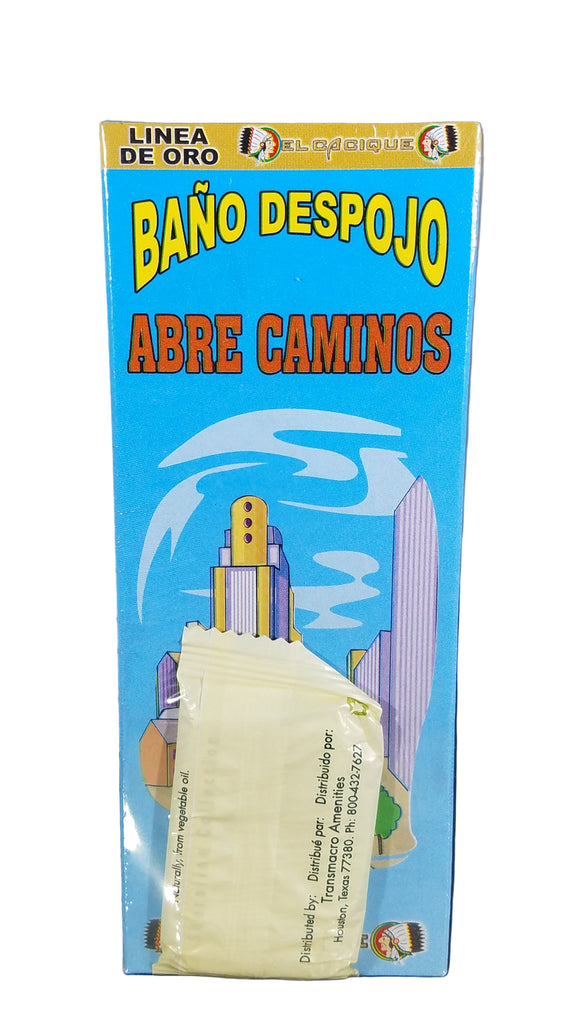 LINEA
DE ORO
EL CACIQUE
BAÑO DESPOJO
ABRE CAMINOS
from vegetable oil.
Distributed by: Distribué par: Distribuido por:
Transmacro Amenities
Houston, Texas 77380. Ph: 800-432-7627